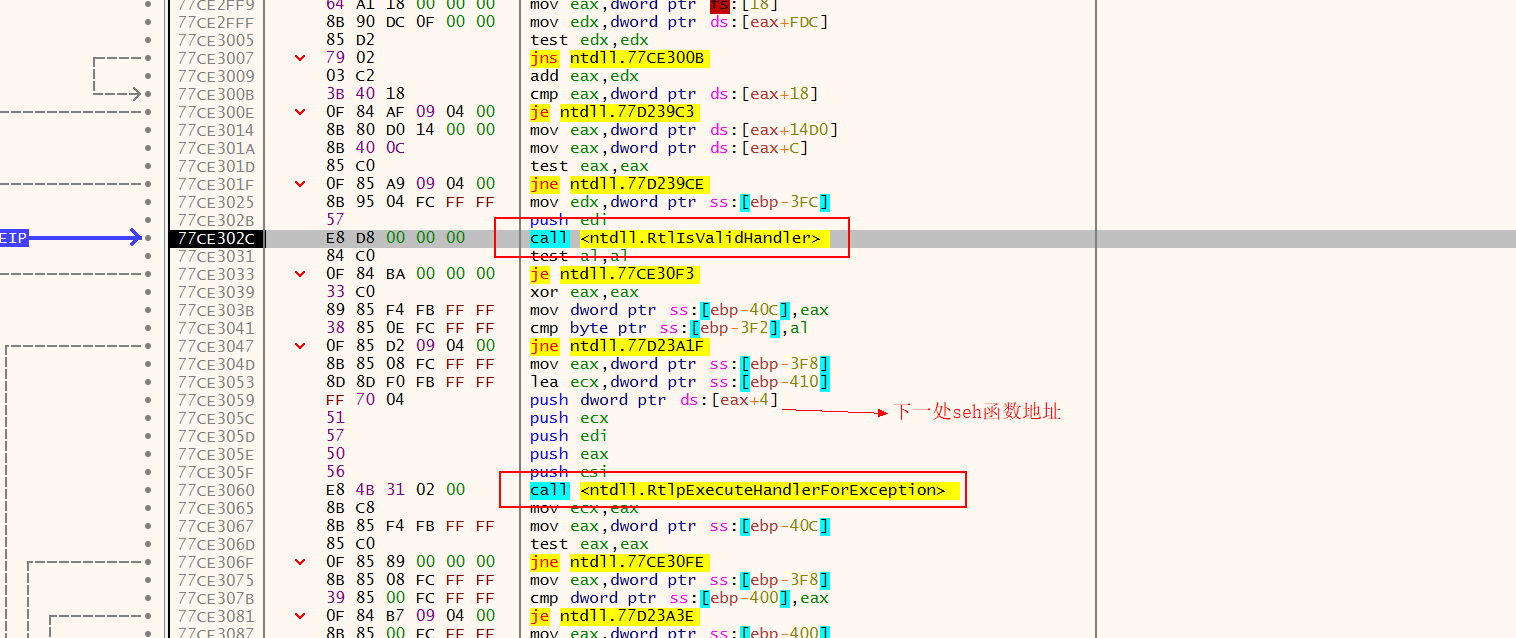 77CE2FF9 64 A1 18 00 00 00 mov eax,dword ptr fs:[18]
77CE2FFF 8B 90 DC 0F 00 00 mov edx,dword ptr ds:[eax+FDC]
77CE3005 85 D2 test edx,edx
77CE3007 79 02 jns ntdll.77CE300B
77CE3009 03 C2 add eax,edx
77CE300B 3B 40 18 cmp eax,dword ptr ds:[eax+18]
77CE300E 0F 84 AF 09 04 00 je ntdll.77D239C3
77CE3014 8B 80 D0 14 00 00 mov eax,dword ptr ds:[eax+14D0]
77CE301A 8B 40 0C mov eax,dword ptr ds:[eax+C]
77CE301D 85 C0 test eax,eax
77CE301F 0F 85 A9 09 04 00 jne ntdll.77D239CE
77CE3025 8B 95 04 FC FF FF mov edx,dword ptr ss:[ebp-3FC]
77CE302B 57 push edi
EIP 77CE302C E8 D8 00 00 00 call <ntdll.RtlIsValidHandler>
77CE3031 84 C0 test al,al
77CE3033 0F 84 BA 00 00 00 je ntdll.77CE30F3
77CE3039 33 C0 xor eax,eax
77CE303B 89 85 F4 FB FF FF mov dword ptr ss:[ebp-40C],eax
77CE3041 38 85 0E FC FF FF cmp byte ptr ss:[ebp-3F2],al
77CE3047 0F 85 D2 09 04 00 jne ntdll.77D23A1F
77CE304D 8B 85 08 FC FF FF mov eax,dword ptr ss:[ebp-3F8]
77CE3053 8D 8D F0 FB FF FF lea ecx,dword ptr ss:[ebp-410]
77CE3059 FF 70 04 push dword ptr ds:[eax+4] 下一处seh函数地址
77CE305C 51 push ecx
77CE305D 57 push edi
77CE305E 50 push eax
77CE305F 56 push esi
77CE3060 E8 4B 31 02 00 call <ntdll.RtlpExecuteHandlerForException>
77CE3065 8B C8 mov ecx,eax
77CE3067 8B 85 F4 FB FF FF mov eax,dword ptr ss:[ebp-40C]
77CE306D 85 C0 test eax,eax
77CE306F 0F 85 89 00 00 00 jne ntdll.77CE30FE
77CE3075 8B 85 08 FC FF FF mov eax,dword ptr ss:[ebp-3F8]
77CE307B 39 85 00 FC FF FF cmp dword ptr ss:[ebp-400],eax
77CE3081 0F 84 B7 09 04 00 je ntdll.77D23A3E
77CE3087 8B 85 00 FC FF FF mov eax,dword ptr ss:[ebp-400]